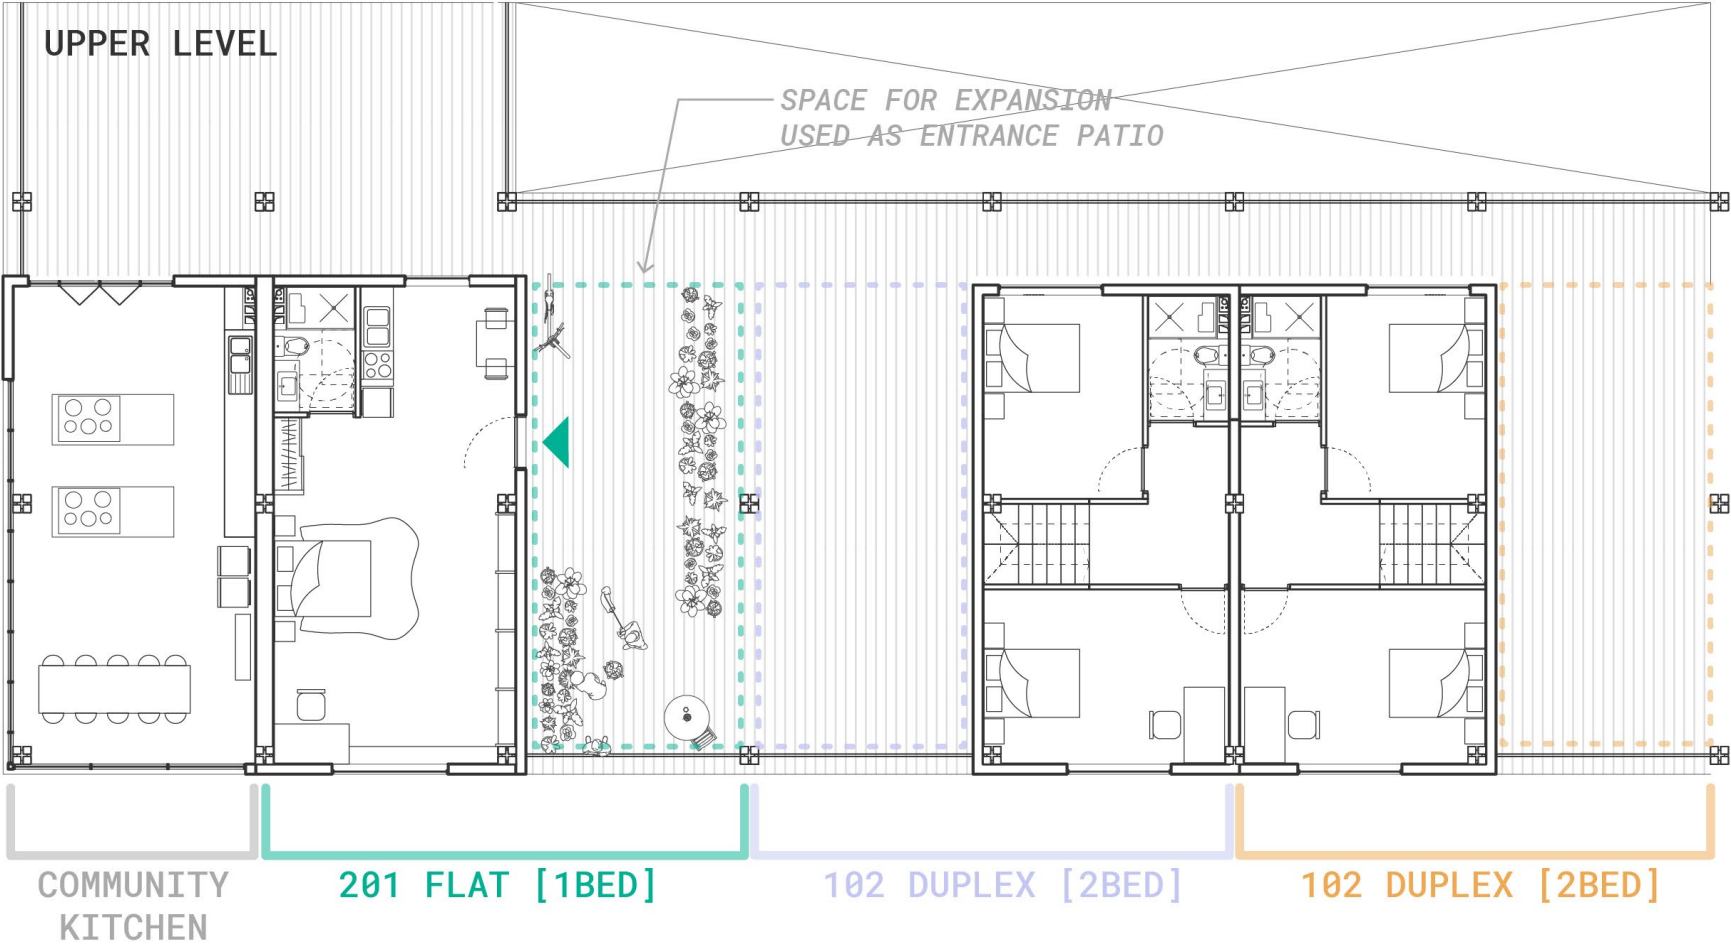 UPPER LEVEL
SPACE FOR EXPANSION
USED AS ENTRANCE PATIO
COMMUNITY
KITCHEN
201 FLAT [1BED]
102 DUPLEX [2BED]
102 DUPLEX [2BED]